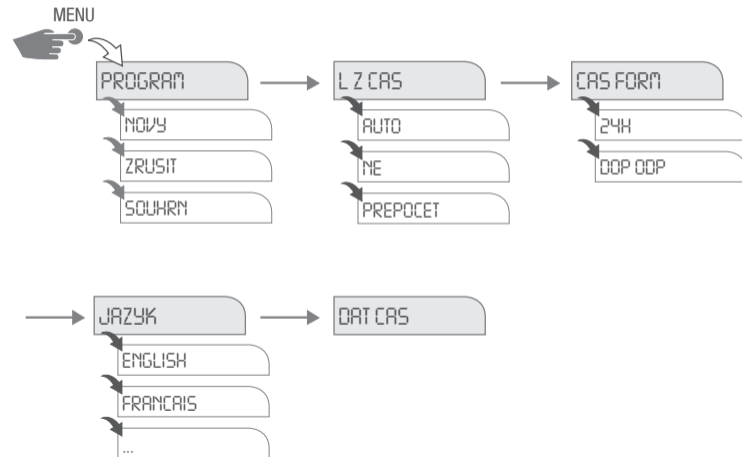 MENU
PROGRAM
NOVY
ZRUSIT
SOUHRN
L Z CAS
AUTO
NE
PREPOCET
CAS FORM
24H
DOP ODP
JAZYK
ENGLISH
FRANCAIS
...
DAT CAS